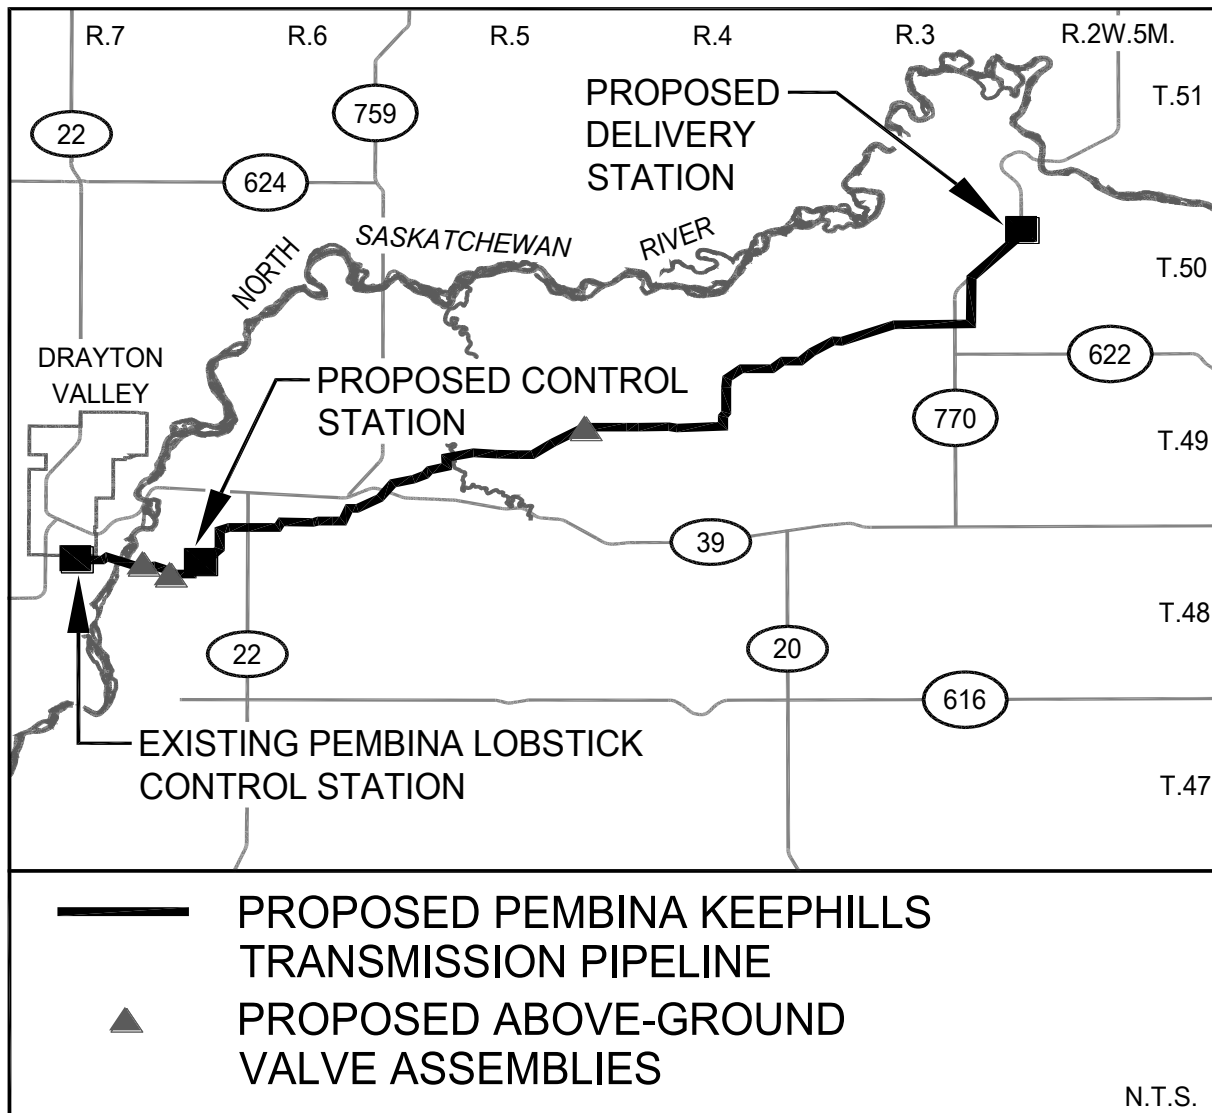 R.7
R.6
R.5
R.4
R.3
R.2W.5M.
T.51
PROPOSED
DELIVERY
STATION
759
22
624
SASKATCHEWAN
RIVER
NORTH
T.50
DRAYTON
VALLEY
622
PROPOSED CONTROL
STATION
770
T.49
39
T.48
22
20
616
EXISTING PEMBINA LOBSTICK
CONTROL STATION
T.47
PROPOSED PEMBINA KEEPHILLS
TRANSMISSION PIPELINE
PROPOSED ABOVE-GROUND
VALVE ASSEMBLIES
N.T.S.